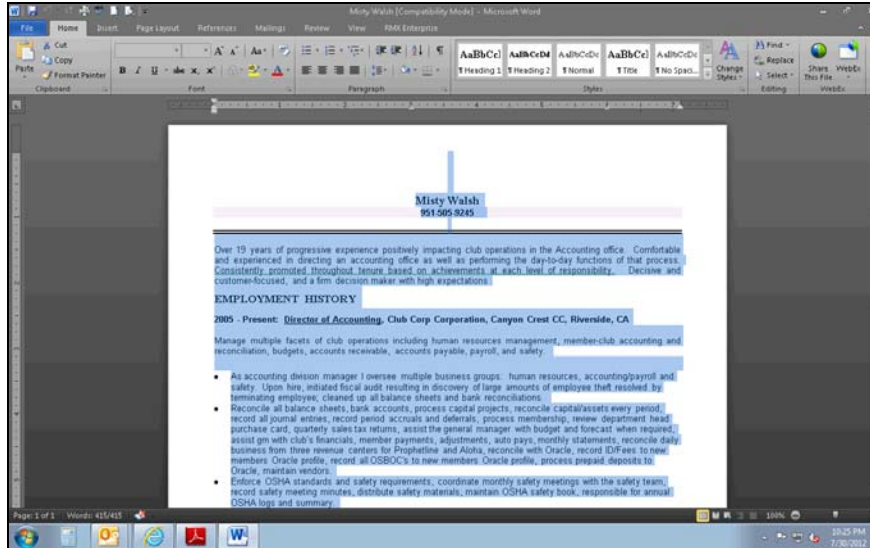 Misty Walsh [Compatibility Mode] - Microsoft Word
File Home Insert Page Layout References Mailings Review View RMX Enterprise
Cut
Copy
Paste
Format Painter
Clipboard
Font
Paragraph
AaBbCc] AaBbCcDd AaBbCcDc AaBbCc] AaBbCcDc
¶ Heading 1 ¶ Heading 2 ¶ Normal ¶ Title ¶ No Spaci...
Change Styles
Styles
Find
Replace
Select
Editing
Share This File
WebEx
WebEx
Misty Walsh
951-505-9245
Over 19 years of progressive experience positively impacting club operations in the Accounting office. Comfortable
and experienced in directing an accounting office as well as performing the day-to-day functions of that process.
Consistently promoted throughout tenure based on achievements at each level of responsibility. Decisive and
customer-focused, and a firm decision maker with high expectations
EMPLOYMENT HISTORY
2005 - Present: Director of Accounting, Club Corp Corporation, Canyon Crest CC, Riverside, CA
Manage multiple facets of club operations including human resources management, member-club accounting and
reconciliation, budgets, accounts receivable, accounts payable, payroll, and safety.
• As accounting division manager I oversee multiple business groups: human resources, accounting/payroll and
safety. Upon hire, initiated fiscal audit resulting in discovery of large amounts of employee theft resolved by
terminating employee; cleaned up all balance sheets and bank reconciliations.
• Reconcile all balance sheets, bank accounts, process capital projects, reconcile capital/assets every period,
record all journal entries, record period accruals and deferrals, process membership, review department head
purchase card, quarterly sales tax returns, assist the general manager with budget and forecast when required,
assist gm with club's financials, member payments, adjustments, auto pays, monthly statements, reconcile daily
business from three revenue centers for Prophetline and Aloha, reconcile with Oracle, record ID/Fees to new
members Oracle profile, record all OSBOC's to new members Oracle profile, process prepaid deposits to
Oracle, maintain vendors.
• Enforce OSHA standards and safety requirements, coordinate monthly safety meetings with the safety team,
record safety meeting minutes, distribute safety materials, maintain OSHA safety book, responsible for annual
OSHA logs and summary.
Page: 1 of 1 Words: 415/415
100%
10:25 PM
7/30/2012